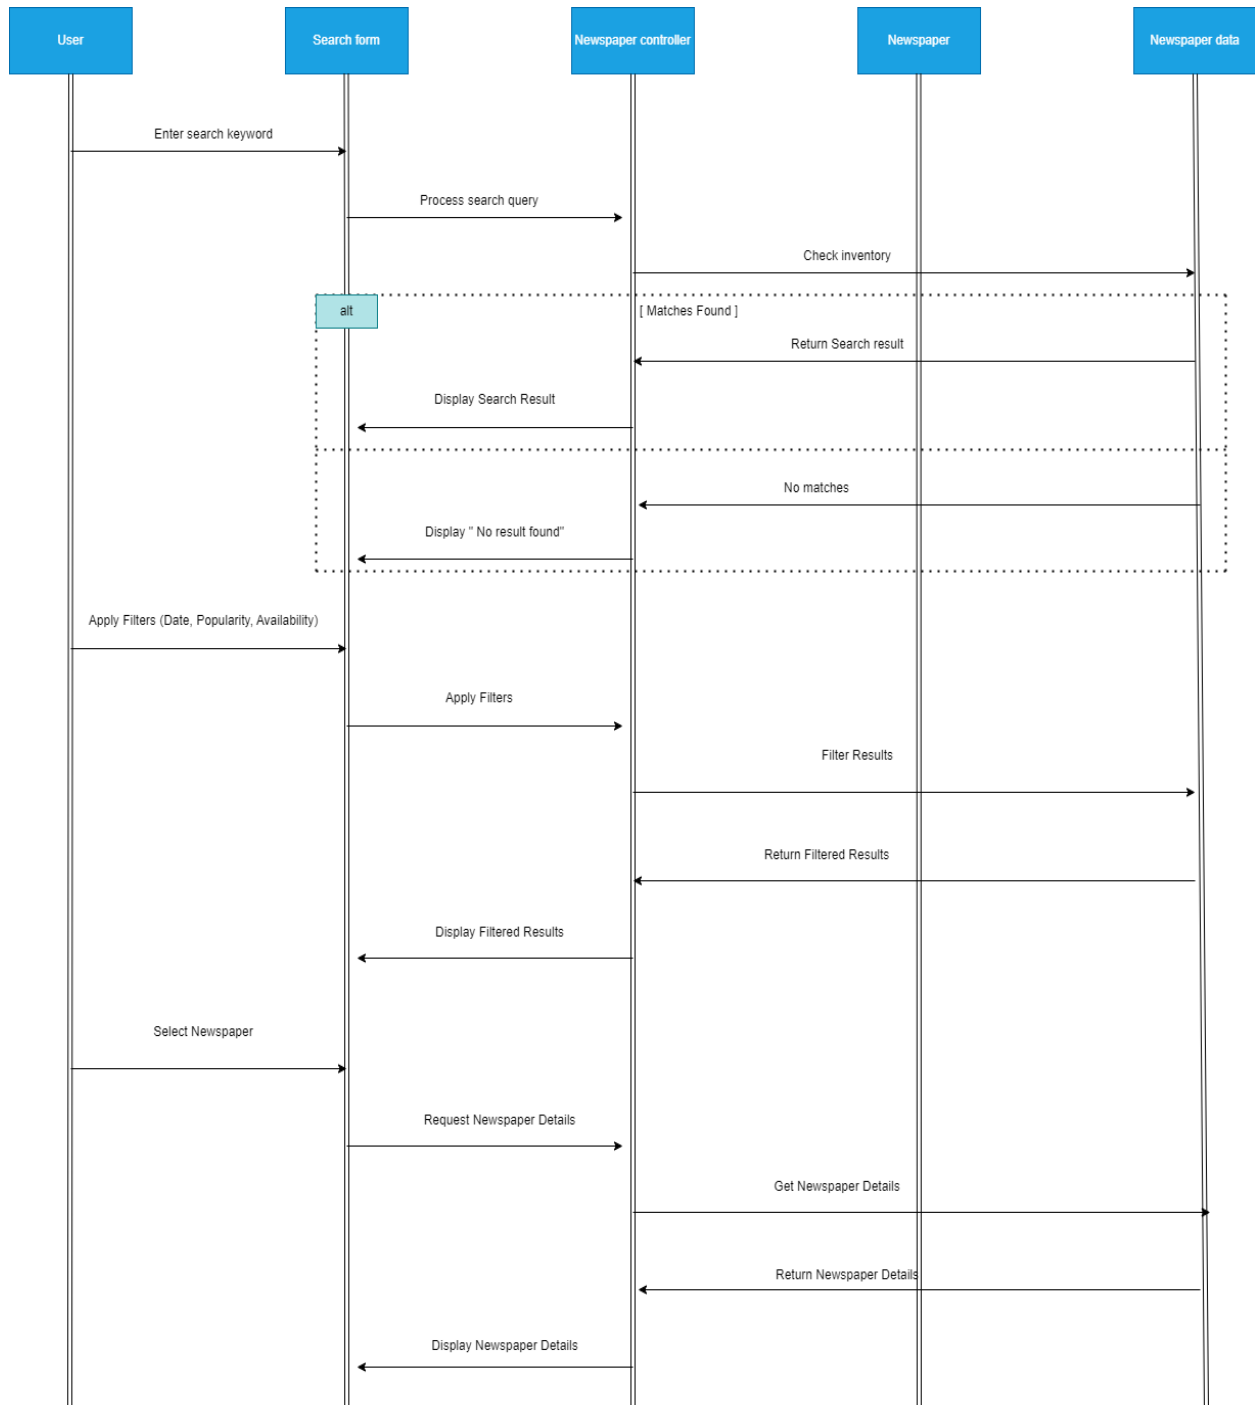 User
Search form
Newspaper controller
Newspaper
Newspaper data
Enter search keyword
Process search query
Check inventory
alt
[ Matches Found ]
Return Search result
Display Search Result
No matches
Display " No result found"
Apply Filters (Date, Popularity, Availability)
Apply Filters
Filter Results
Return Filtered Results
Display Filtered Results
Select Newspaper
Request Newspaper Details
Get Newspaper Details
Return Newspaper Details
Display Newspaper Details